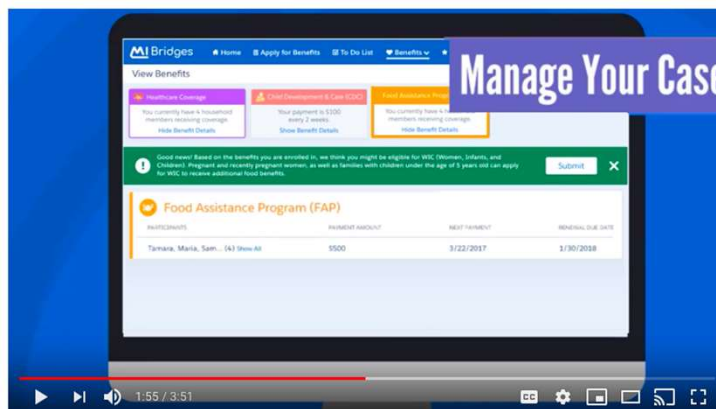 MI Bridges Home Apply for Benefits To Do List Benefits
Manage Your Case
View Benefits
Healthcare Coverage
You currently have 4 household
members receiving coverage.
Hide Benefit Details
Child Development & Care (CDC)
Your payment is $100
every 2 weeks.
Show Benefit Details
Food Assistance Prog
You currently have 4 h
members receiving coverage.
Hide Benefit Details
Good news! Based on the benefits you are enrolled in, we think you might be eligible for WIC (Women, Infants, and
Children). Pregnant and recently pregnant women, as well as families with children under the age of 5 years old can apply
for WIC to receive additional food benefits.
Submit
Food Assistance Program (FAP)
PARTICIPANTS PAYMENT AMOUNT NEXT PAYMENT RENEWAL DUE DATE
Tamara, Maria, Sam... (4) Show All $500 3/22/2017 1/30/2018
1:55 / 3:51
CC